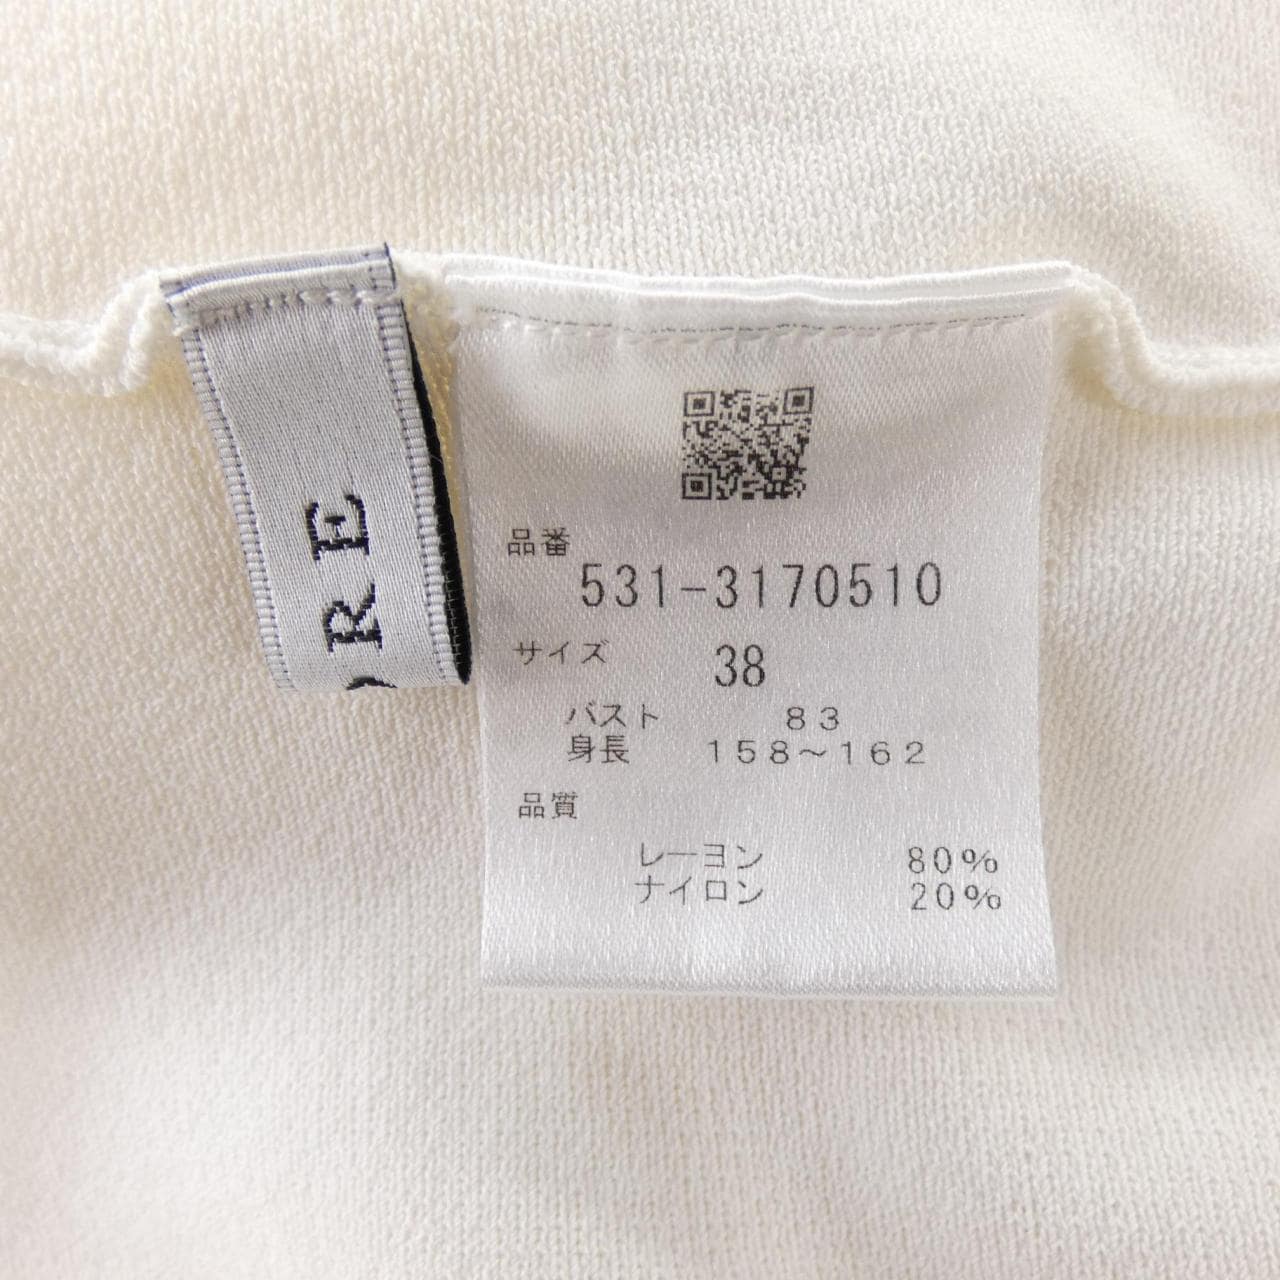 ORE
品番
531-3170510
サイズ 38
バスト 83
身長 158〜162
品質
レーヨン 80%
ナイロン 20%